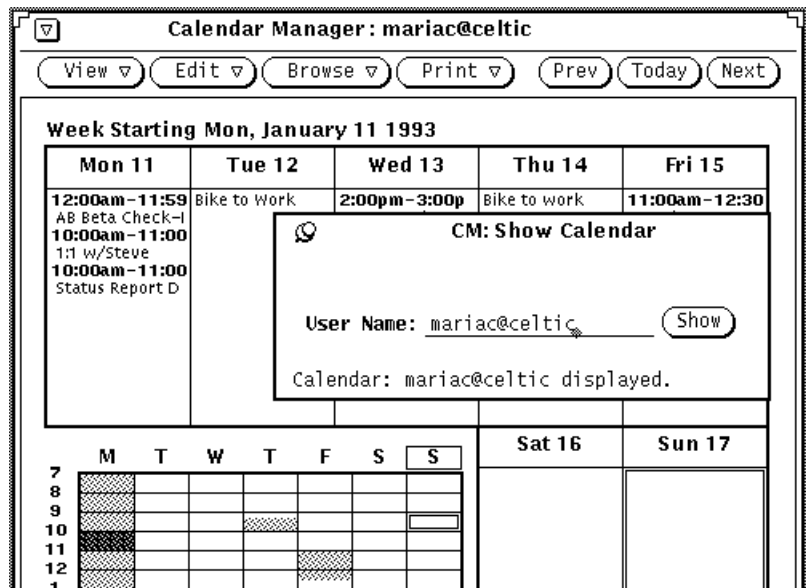 Calendar Manager : mariac@celtic
View Edit Browse Print Prev Today Next
Week Starting Mon, January 11 1993
Mon 11 Tue 12 Wed 13 Thu 14 Fri 15
12:00am-11:59 Bike to Work 2:00pm-3:00p Bike to work 11:00am-12:30
AB Beta Check-I
10:00am-11:00
1:1 w/Steve
10:00am-11:00
Status Report D
CM: Show Calendar
User Name: mariac@celtic Show
Calendar: mariac@celtic displayed.
Sat 16 Sun 17
M T W T F S S
7
8
9
10
11
12
1